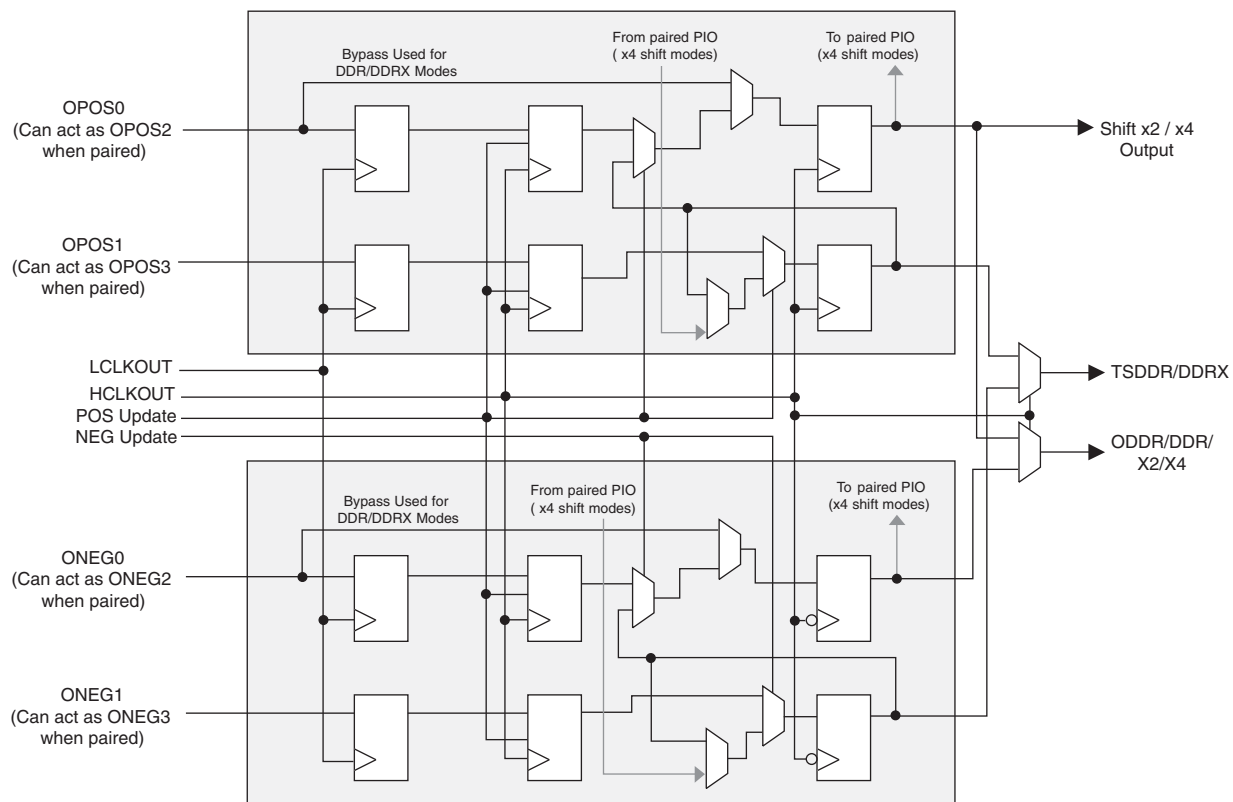 From paired PIO
( x4 shift modes)
To paired PIO
(x4 shift modes)
Bypass Used for
DDR/DDRX Modes
OPOS0
(Can act as OPOS2
when paired)
Shift x2 / x4
Output
OPOS1
(Can act as OPOS3
when paired)
LCLKOUT
HCLKOUT
POS Update
NEG Update
TSDDR/DDRX
ODDR/DDR/
X2/X4
Bypass Used for
DDR/DDRX Modes
From paired PIO
( x4 shift modes)
To paired PIO
(x4 shift modes)
ONEG0
(Can act as ONEG2
when paired)
ONEG1
(Can act as ONEG3
when paired)